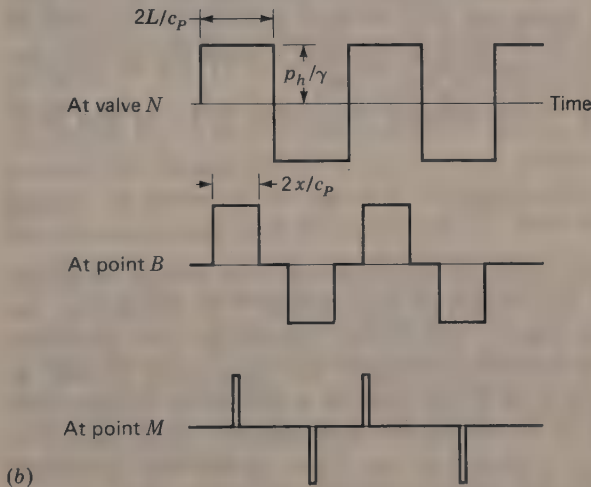 2L/c_P
p_h/γ
At valve N
Time
2x/c_P
At point B
At point M
(b)